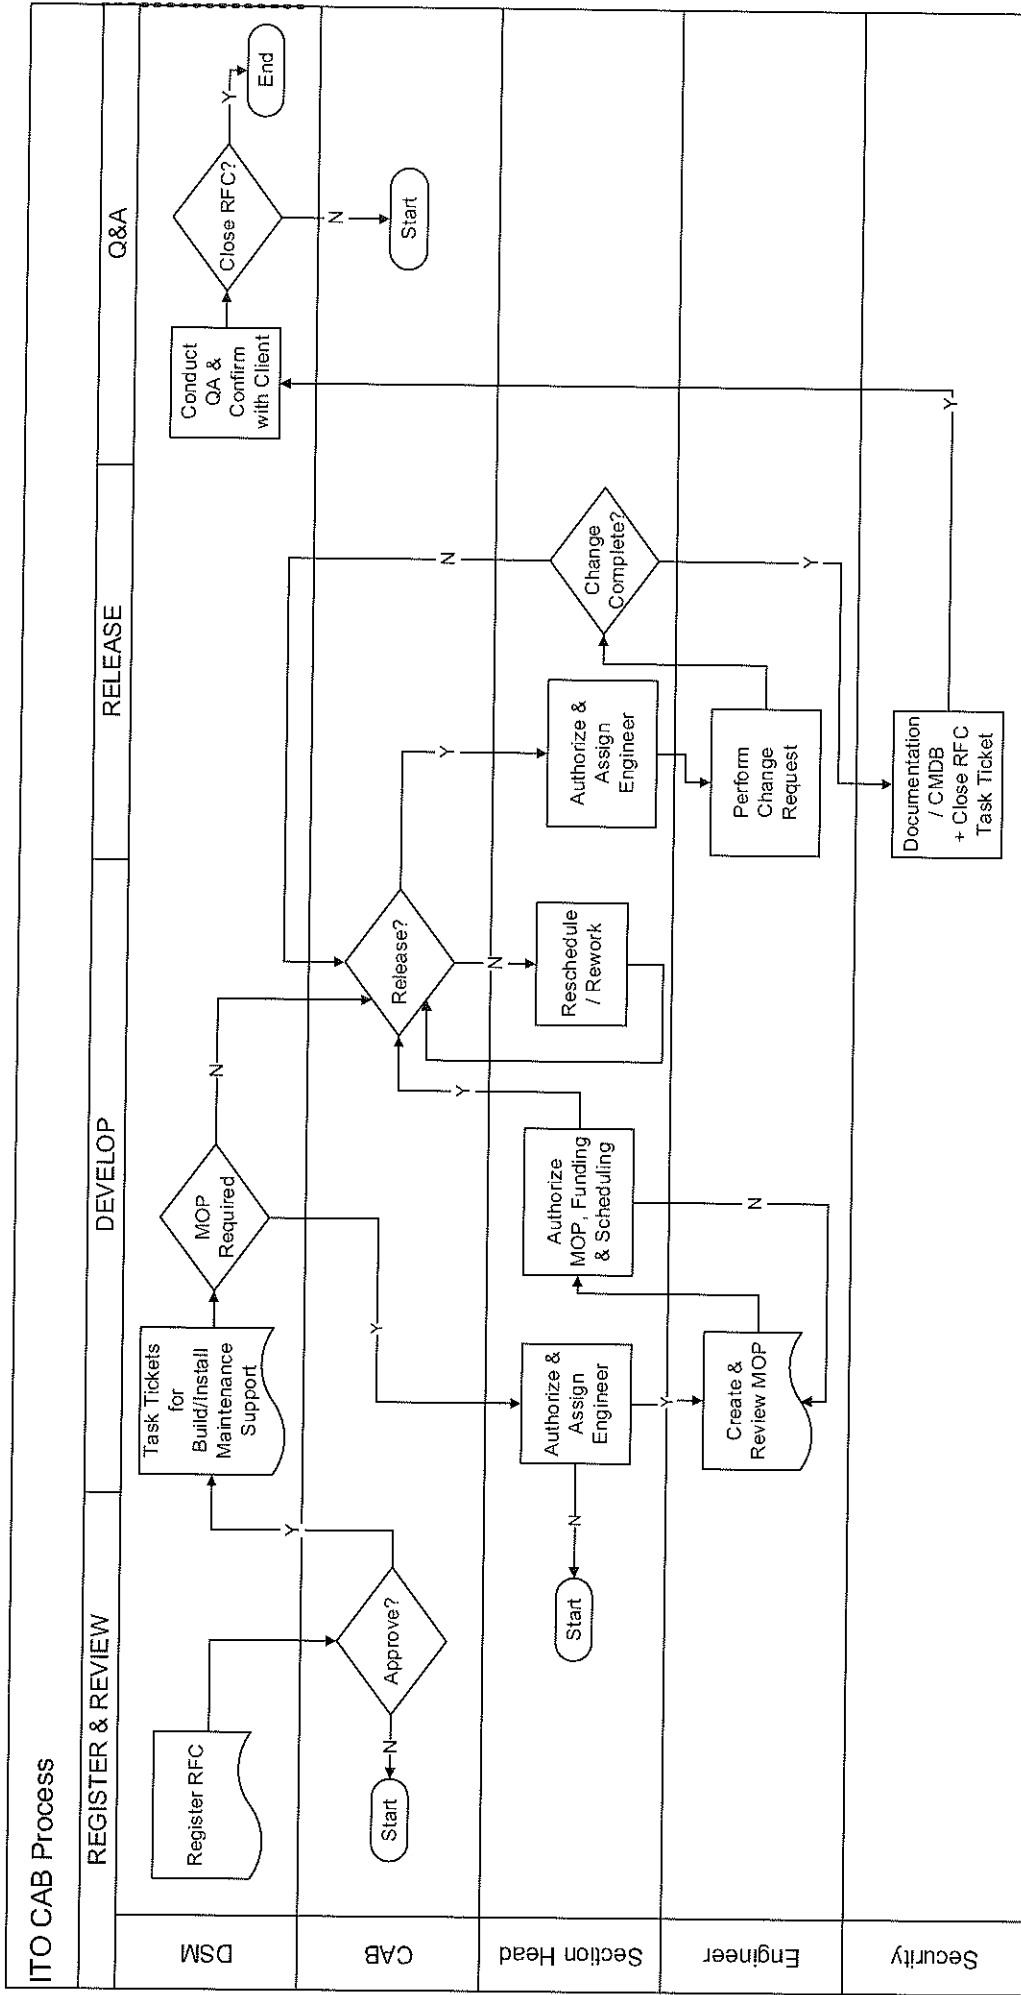 ITO CAB Process
REGISTER & REVIEW
DEVELOP
RELEASE
Q&A
DSM
Register RFC
Task Tickets
for
Build/Install
Maintenance
Support
MOP
Required
N
Y
Y
Conduct
QA &
Confirm
with Client
Close RFC?
Y
End
N
CAB
Start
N
Approve?
Release?
Y
N
Y
N
Start
Section Head
Start
N
Authorize &
Assign
Engineer
Y
Authorize
MOP, Funding
& Scheduling
Reschedule
/ Rework
Authorize &
Assign
Engineer
Change
Complete?
Engineer
Create &
Review MOP
N
Perform
Change
Request
Y
Security
Documentation
/ CMDB
+ Close RFC
Task Ticket
Y